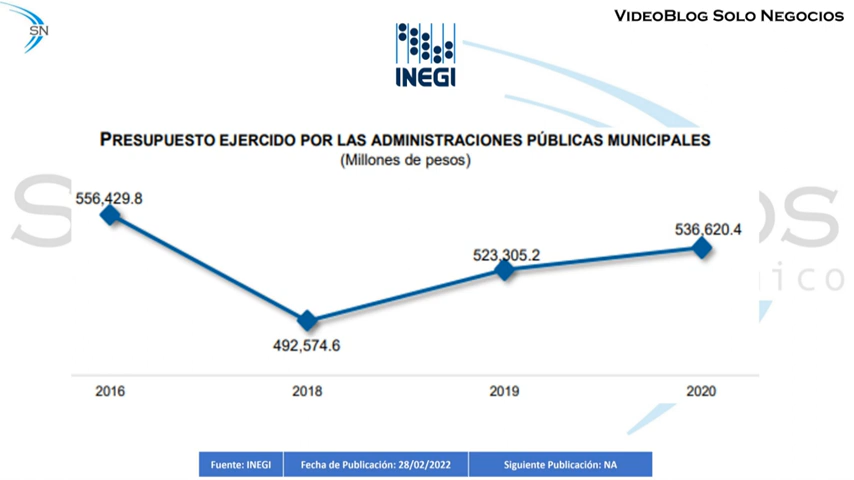 SN
VIDEOBLOG SOLO NEGOCIOS
INEGI
PRESUPUESTO EJERCIDO POR LAS ADMINISTRACIONES PÚBLICAS MUNICIPALES
(Millones de pesos)
556,429.8
536,620.4
523,305.2
492,574.6
2016 2018 2019 2020
Fuente: INEGI Fecha de Publicación: 28/02/2022 Siguiente Publicación: NA